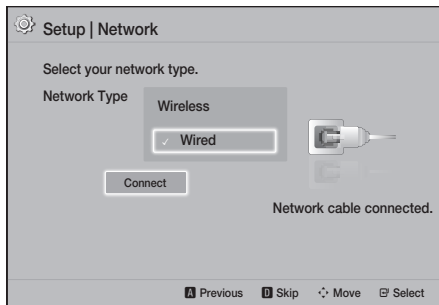 Setup | Network
Select your network type.
Network Type
Wireless
✓ Wired
Connect
Network cable connected.
A Previous D Skip Move Select